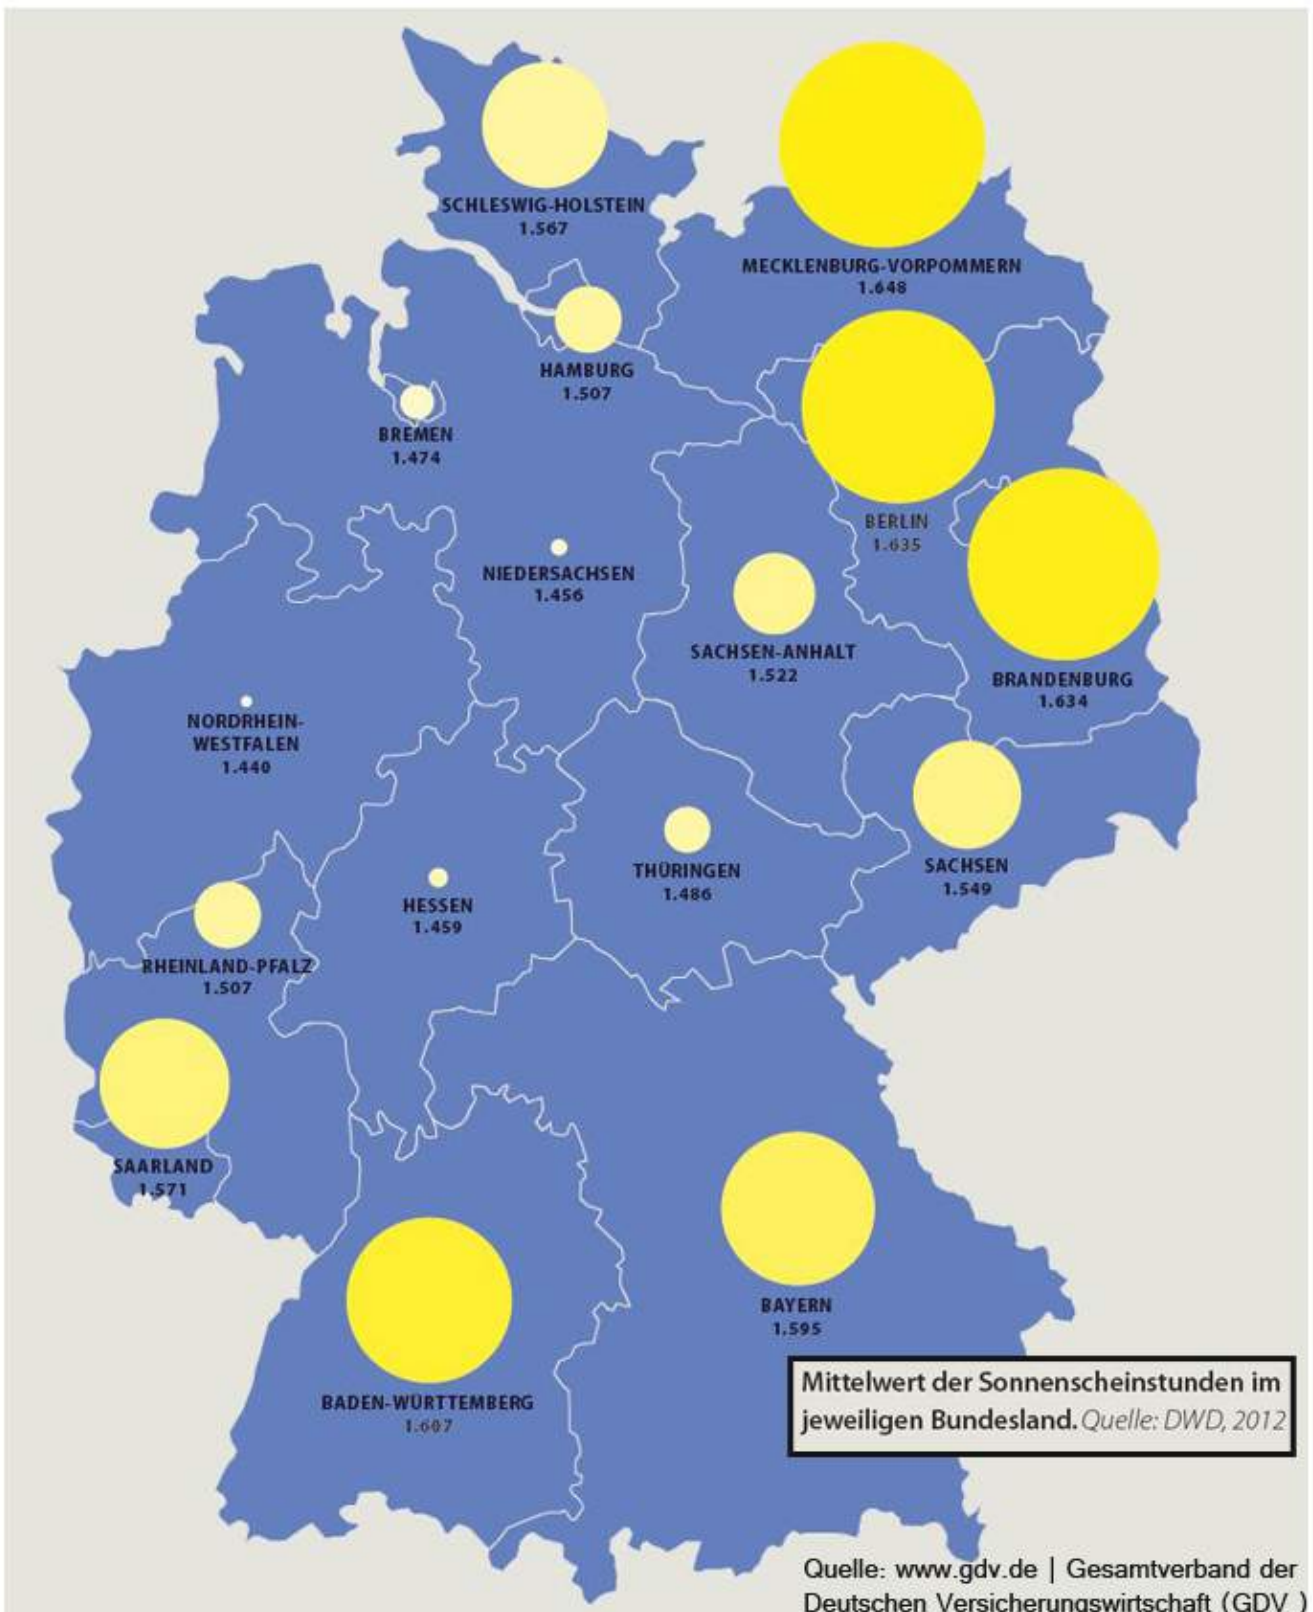 SCHLESWIG-HOLSTEIN
1.567
MECKLENBURG-VORPOMMERN
1.648
HAMBURG
1.507
BREMEN
1.474
BERLIN
1.635
NIEDERSACHSEN
1.456
SACHSEN-ANHALT
1.522
BRANDENBURG
1.634
NORDRHEIN-
WESTFALEN
1.440
THÜRINGEN
1.486
SACHSEN
1.549
HESSEN
1.459
RHEINLAND-PFALZ
1.507
SAARLAND
1.571
BAYERN
1.595
BADEN-WÜRTTEMBERG
1.607
Mittelwert der Sonnenscheinstunden im
jeweiligen Bundesland. Quelle: DWD, 2012
Quelle: www.gdv.de | Gesamtverband der
Deutschen Versicherungswirtschaft (GDV )